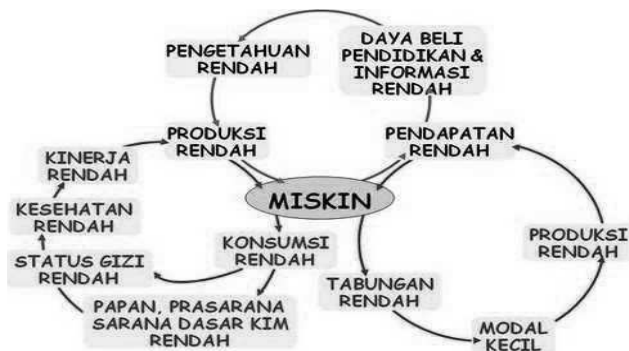 DAYA BELI
PENDIDIKAN &
INFORMASI
RENDAH
PENGETAHUAN
RENDAH
PRODUKSI
RENDAH
PENDAPATAN
RENDAH
KINERJA
RENDAH
MISKIN
KESEHATAN
RENDAH
KONSUMSI
RENDAH
PRODUKSI
RENDAH
STATUS GIZI
RENDAH
TABUNGAN
RENDAH
PAPAN, PRASARANA
SARANA DASAR KIM
RENDAH
MODAL
KECIL